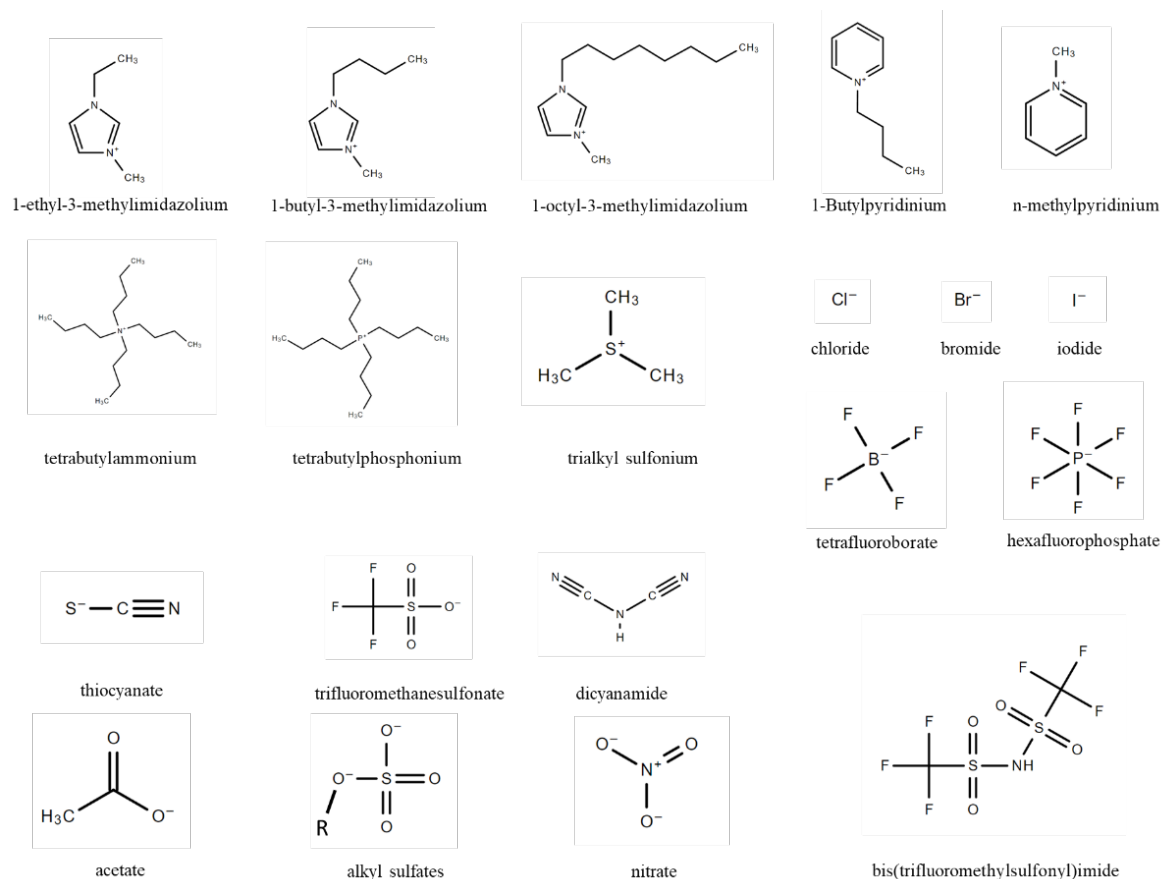 CH₃
N
N⁺
CH₃
1-ethyl-3-methylimidazolium
CH₃
N
N⁺
CH₃
1-butyl-3-methylimidazolium
CH₃
N
N⁺
CH₃
1-octyl-3-methylimidazolium
N⁺
CH₃
1-Butylpyridinium
CH₃
N⁺
n-methylpyridinium
CH₃
H₃C
N⁺
CH₃
H₃C
tetrabutylammonium
CH₃
H₃C
P⁺
CH₃
H₃C
tetrabutylphosphonium
CH₃
S⁺
H₃C
CH₃
trialkyl sulfonium
Cl⁻
chloride
Br⁻
bromide
I⁻
iodide
F
F
B⁻
F
F
tetrafluoroborate
F
F
F
P⁻
F
F
F
hexafluorophosphate
S⁻ C N
thiocyanate
F O
F S O⁻
F O
trifluoromethanesulfonate
N N
C C
N
H
dicyanamide
O
H₃C O⁻
acetate
O⁻
O⁻ S O
R O
alkyl sulfates
O⁻ O
N⁺
O⁻
nitrate
F
F
F
O
S
O
F O
F S NH
F O
bis(trifluoromethylsulfonyl)imide